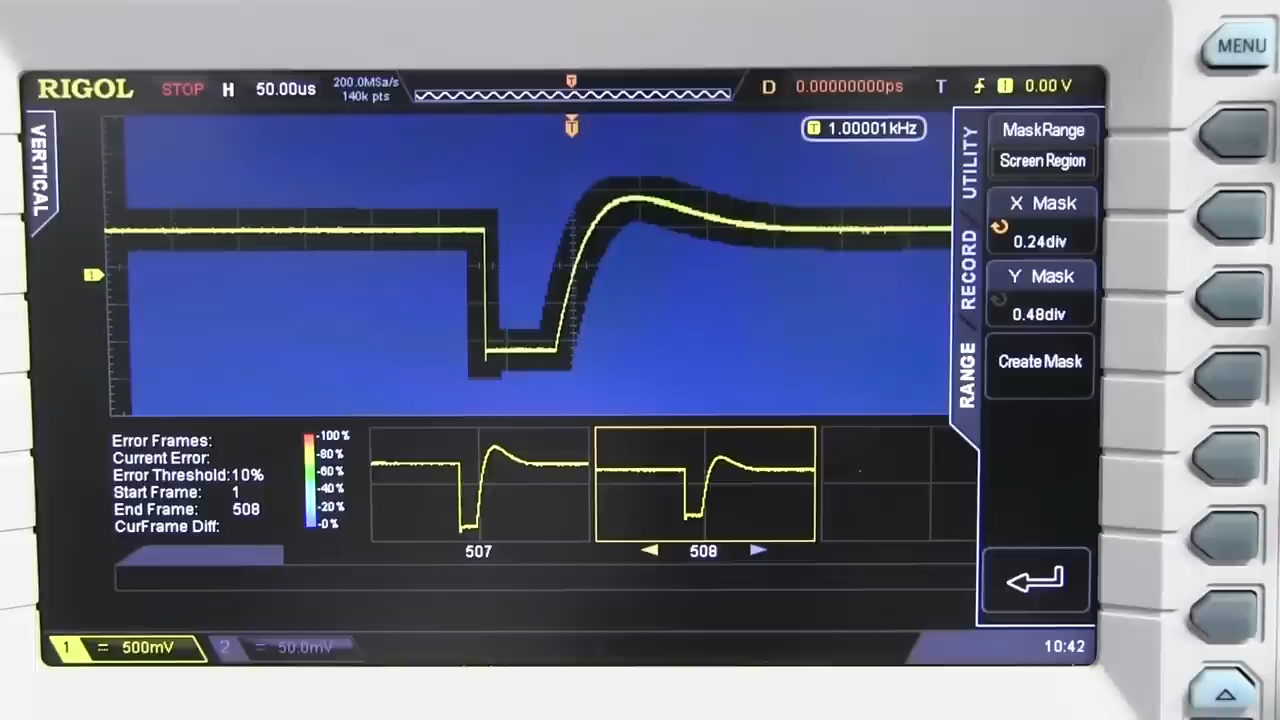 MENU
RIGOL STOP H 50.00us 200.0MSa/s 140k pts D 0.00000000ps T 1 0.00 V
T
T
T 1.00001kHz
VERTICAL
1
UTILITY
RECORD
RANGE
MaskRange
Screen Region
X Mask
0.24div
Y Mask
0.48div
Create Mask
Error Frames:
Current Error:
Error Threshold:10%
Start Frame: 1
End Frame: 508
CurFrame Diff:
-100%
-80%
-60%
-40%
-20%
-0%
507
508
1 500mV 2 50.0mV 10:42